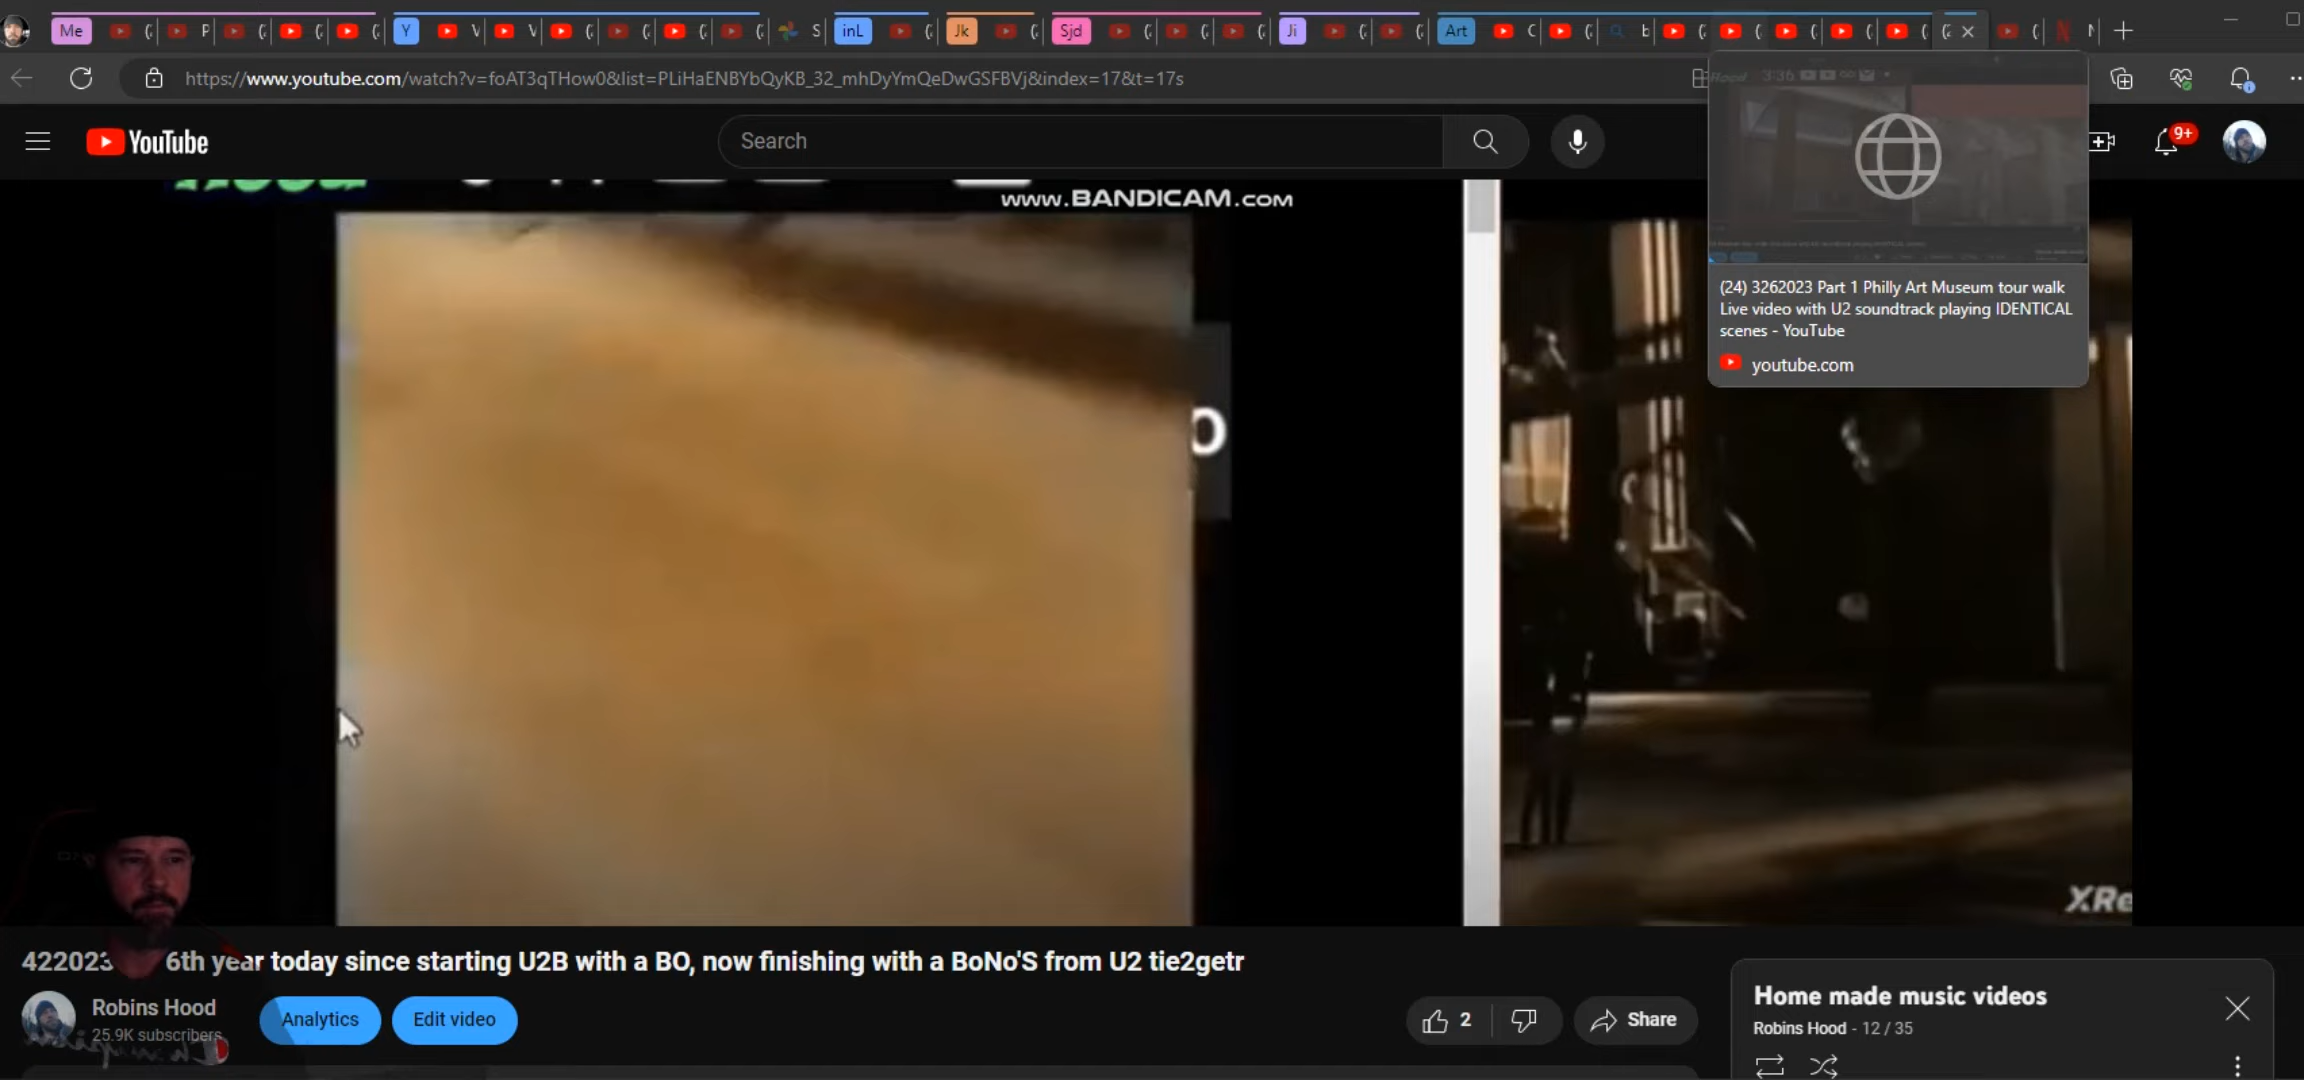 Me
Y
inL
Jk
Sjd
Ji
Art
https://www.youtube.com/watch?v=foAT3qTHow0&list=PLiHaENBYbQyKB_32_mhDyYmQeDwGSFBVj&index=17&t=17s
3:36
YouTube
Search
9+
www.BANDICAM.com
(24) 3262023 Part 1 Philly Art Museum tour walk
Live video with U2 soundtrack playing IDENTICAL
scenes - YouTube
youtube.com
XRe
422023 6th year today since starting U2B with a BO, now finishing with a BoNo'S from U2 tie2getr
Robins Hood
25.9K subscribers
Analytics
Edit video
2
Share
Home made music videos
Robins Hood - 12 / 35